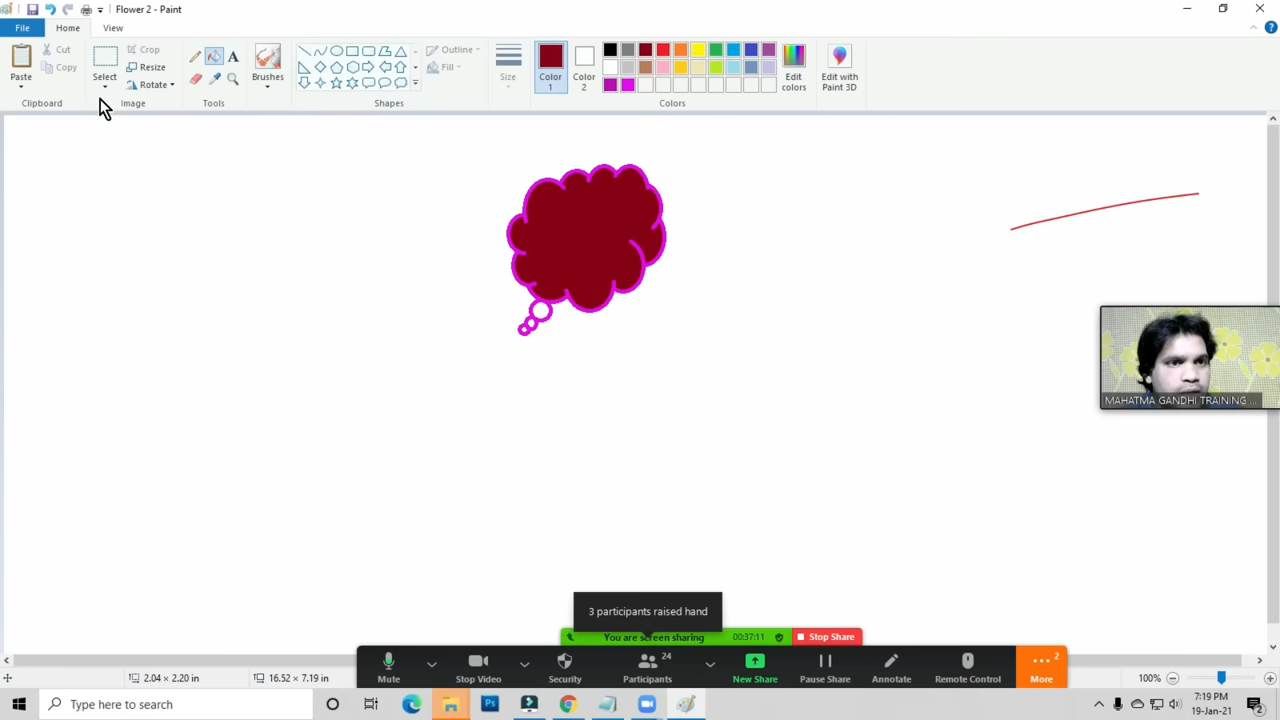 Flower 2 - Paint
File
Home
View
Paste
Cut
Copy
Clipboard
Select
Crop
Resize
Rotate
Image
A
Tools
Brushes
Shapes
Outline
Fill
Size
Color 1
Color 2
Colors
Edit colors
Edit with Paint 3D
MAHATMA GANDHI TRAINING ...
3 participants raised hand
You are screen sharing
00:37:11
Stop Share
Mute
Stop Video
Security
24
Participants
New Share
Pause Share
Annotate
Remote Control
2
More
2.04 × 2.20 in
16.52 × 7.19 in
100%
Type here to search
Ps
7:19 PM
19-Jan-21
2